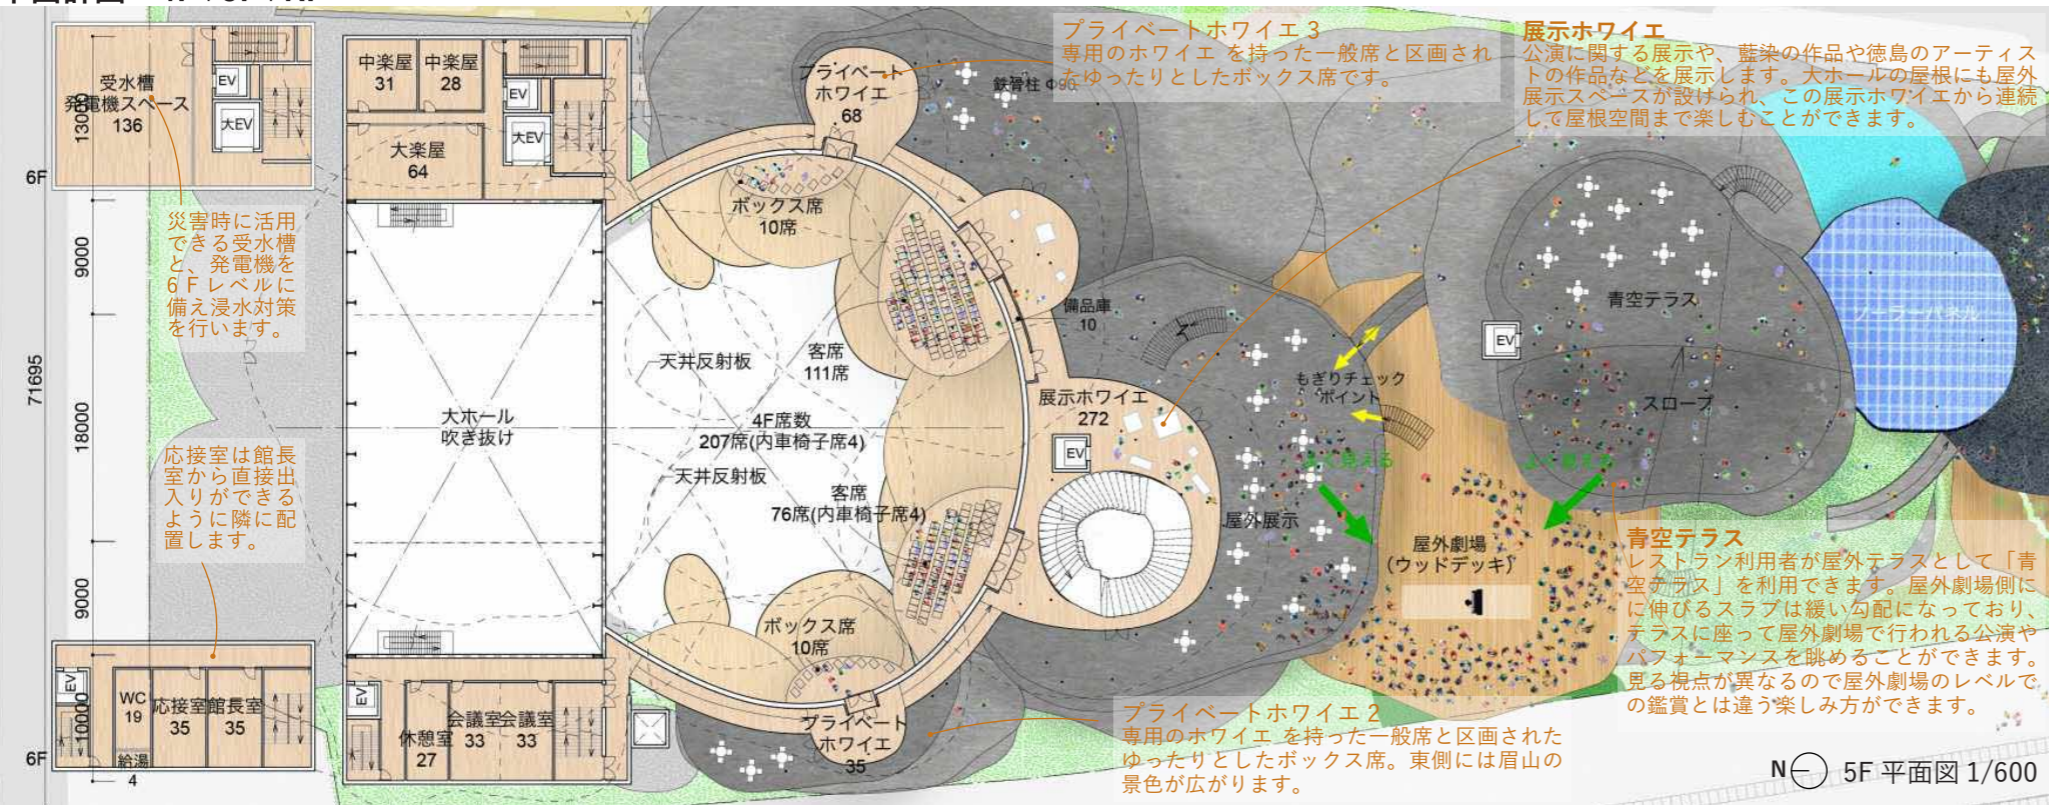 受水槽
発電機スペース
136
EV
大EV
6F
13000
9000
18000
9000
10000
71695
災害時に活用
できる受水槽
と、発電機を
6Fレベルに
備え浸水対策
を行います。
応接室は館長
室から直接出
入りができる
ように隣に配
置します。
EV
WC
19
給湯
4
応接室
35
館長室
35
6F
中楽屋
31
中楽屋
28
EV
大EV
大楽屋
64
大ホール
吹き抜け
EV
休憩室
27
会議室
33
会議室
33
プライベート
ホワイエ
68
ボックス席
10席
天井反射板
客席
111席
4F席数
207席(内車椅子席4)
天井反射板
客席
76席(内車椅子席4)
ボックス席
10席
プライベート
ホワイエ
35
プライベートホワイエ 3
専用のホワイエ を持った一般席と区画され
たゆったりとしたボックス席です。
鉄骨柱
備品庫
10
展示ホワイエ
272
EV
もぎりチェック
ポイント
屋外展示
屋外劇場
(ウッドデッキ)
展示ホワイエ
公演に関する展示や、藍染の作品や徳島のアーティス
トの作品などを展示します。大ホールの屋根にも屋外
展示スペースが設けられ、この展示ホワイエから連続
して屋根空間まで楽しむことができます。
EV
青空テラス
スロープ
ソーラーパネル
青空テラス
レストラン利用者が屋外テラスとして「青
空テラス」を利用できます。屋外劇場側に
に伸びるスラブは緩い勾配になっており、
テラスに座って屋外劇場で行われる公演や
パフォーマンスを眺めることができます。
見る視点が異なるので屋外劇場のレベルで
の鑑賞とは違う楽しみ方ができます。
プライベートホワイエ 2
専用のホワイエ を持った一般席と区画された
ゆったりとしたボックス席。東側には眉山の
景色が広がります。
N
5F 平面図 1/600